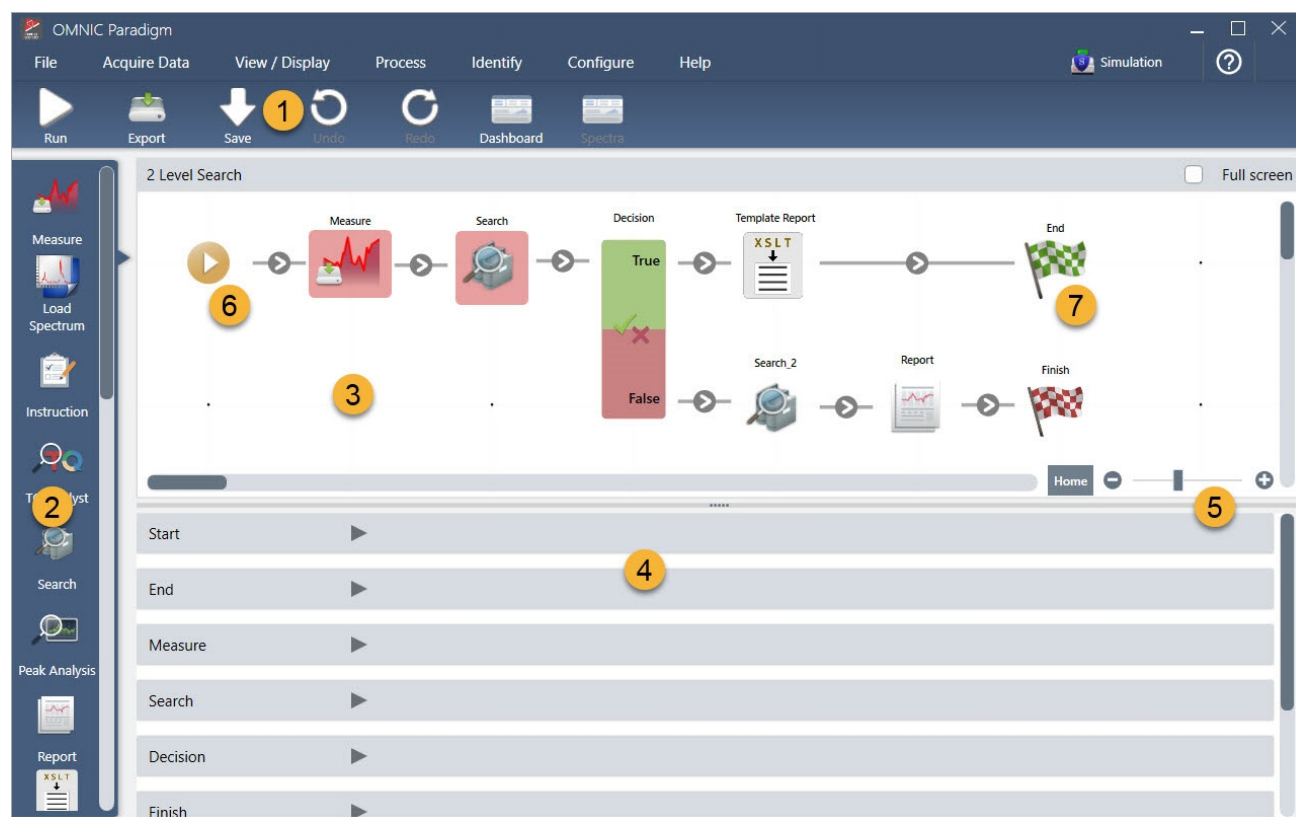 OMNIC Paradigm
File Acquire Data View / Display Process Identify Configure Help Simulation
1
Run Export Save Undo Redo Dashboard Spectra
2 Level Search Full screen
Measure
Load
Spectrum
Instruction
2
Search
Peak Analysis
Report
XSLT
Measure Search Decision Template Report End
XSLT
True
6 7
3
Search_2 Report Finish
False
Home
5
Start
4
End
Measure
Search
Decision
Finish